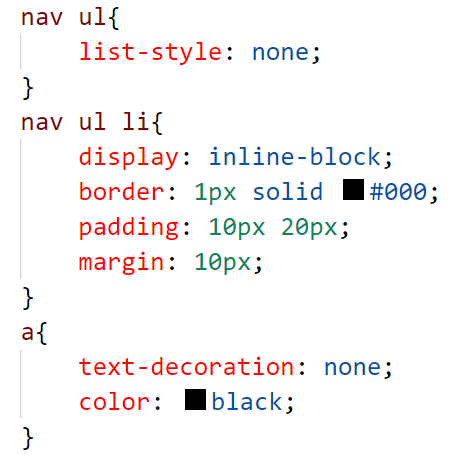 nav ul{
    list-style: none;
}
nav ul li{
    display: inline-block;
    border: 1px solid #000;
    padding: 10px 20px;
    margin: 10px;
}
a{
    text-decoration: none;
    color: black;
}